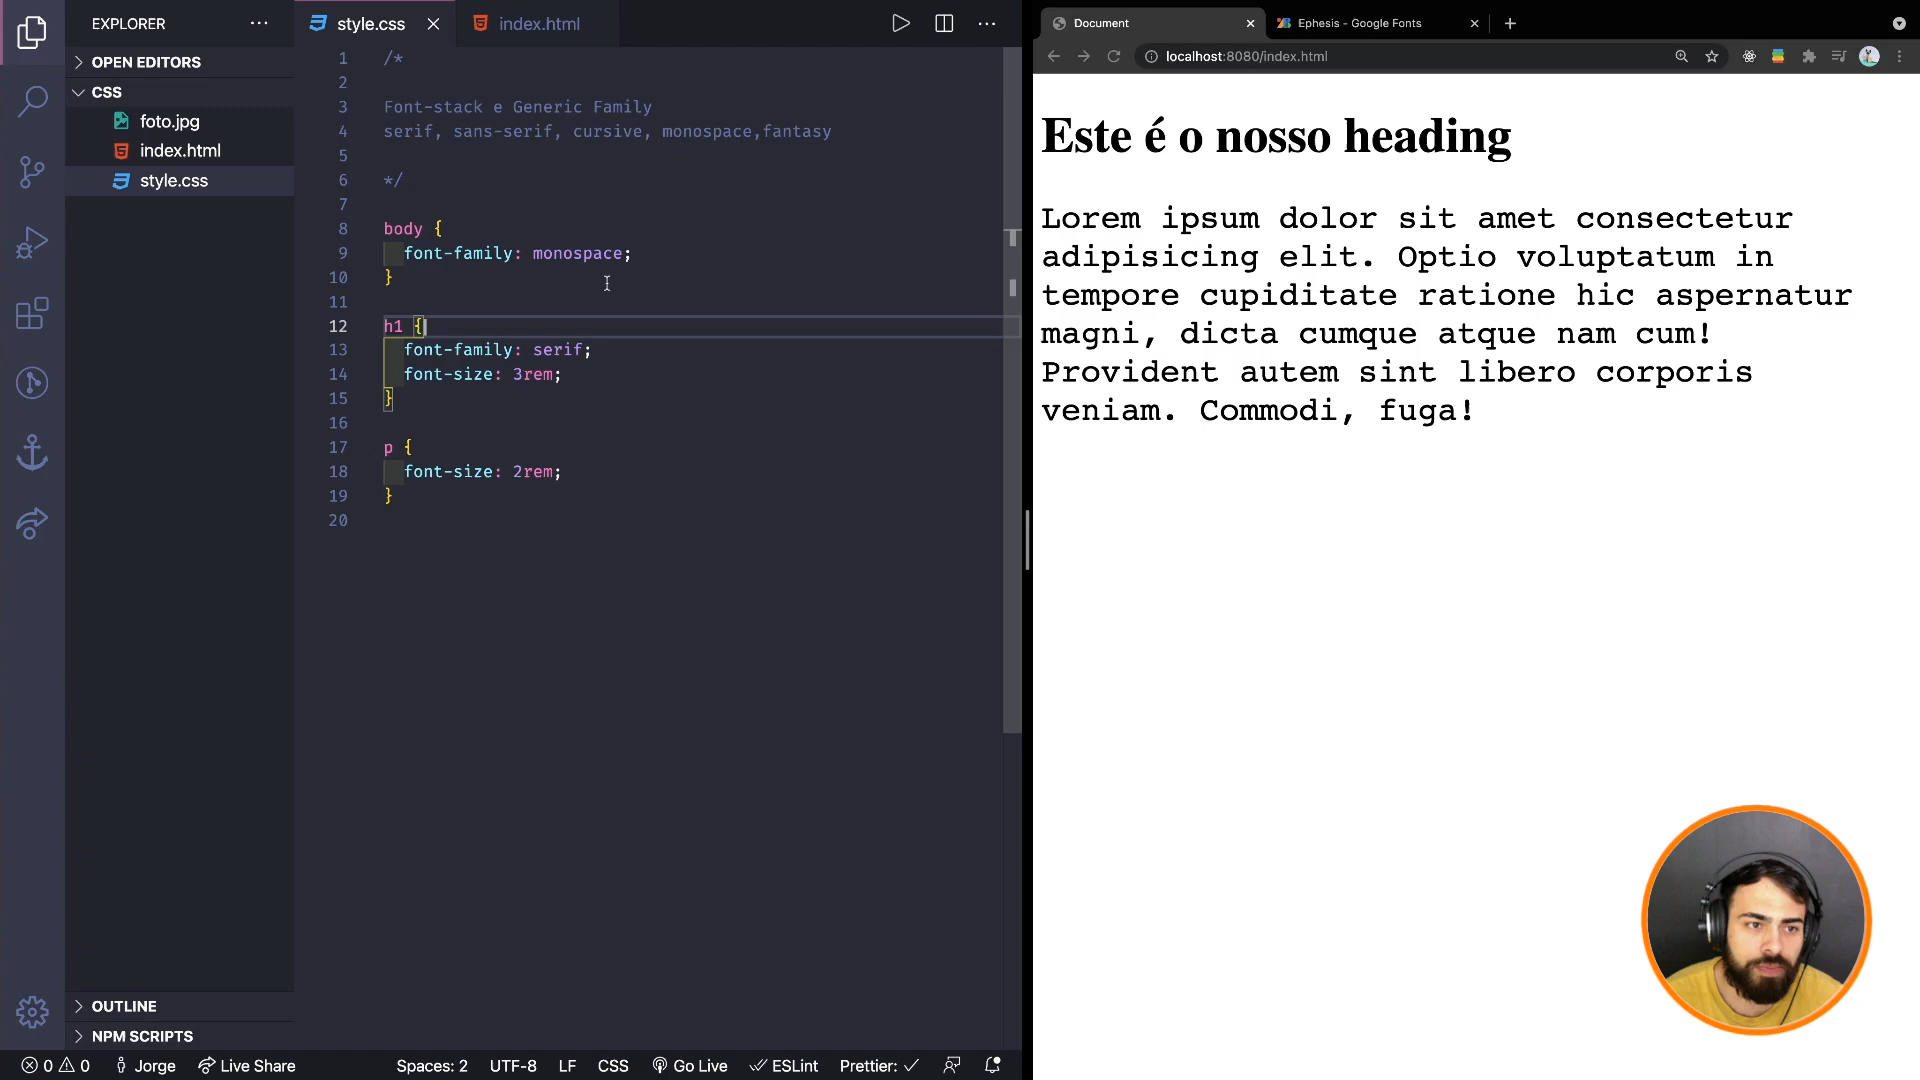 EXPLORER
OPEN EDITORS
CSS
foto.jpg
index.html
style.css
OUTLINE
NPM SCRIPTS
style.css
index.html
1 /*
2
3 Font-stack e Generic Family
4 serif, sans-serif, cursive, monospace,fantasy
5
6 */
7
8 body {
9 font-family: monospace;
10 }
11
12 h1 {
13 font-family: serif;
14 font-size: 3rem;
15 }
16
17 p {
18 font-size: 2rem;
19 }
20
0 0 Jorge Live Share Spaces: 2 UTF-8 LF CSS Go Live ESLint Prettier:
Document
Ephesis - Google Fonts
localhost:8080/index.html
Este é o nosso heading
Lorem ipsum dolor sit amet consectetur
adipisicing elit. Optio voluptatum in
tempore cupiditate ratione hic aspernatur
magni, dicta cumque atque nam cum!
Provident autem sint libero corporis
veniam. Commodi, fuga!